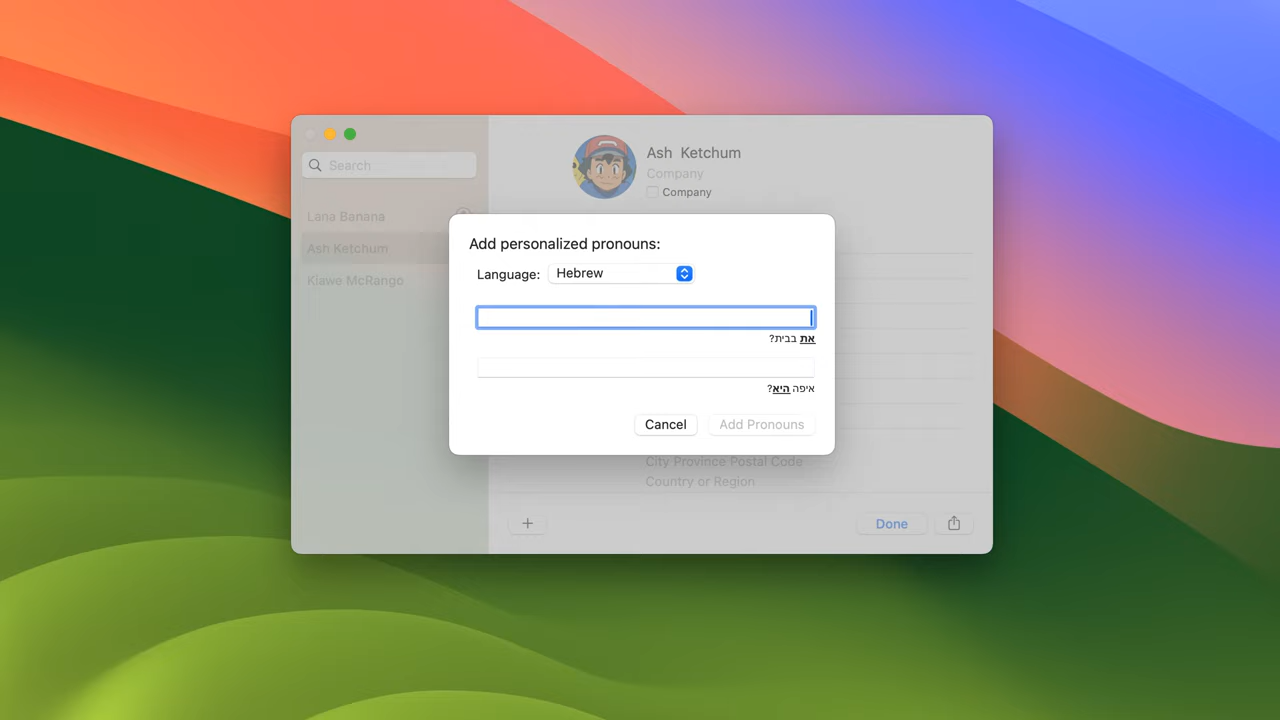 Search
Lana Banana
Ash Ketchum
Kiawe McRango
Ash Ketchum
Company
Company
Add personalized pronouns:
Language: Hebrew
את בבית?
איפה היא?
Cancel
Add Pronouns
City Province Postal Code
Country or Region
Done